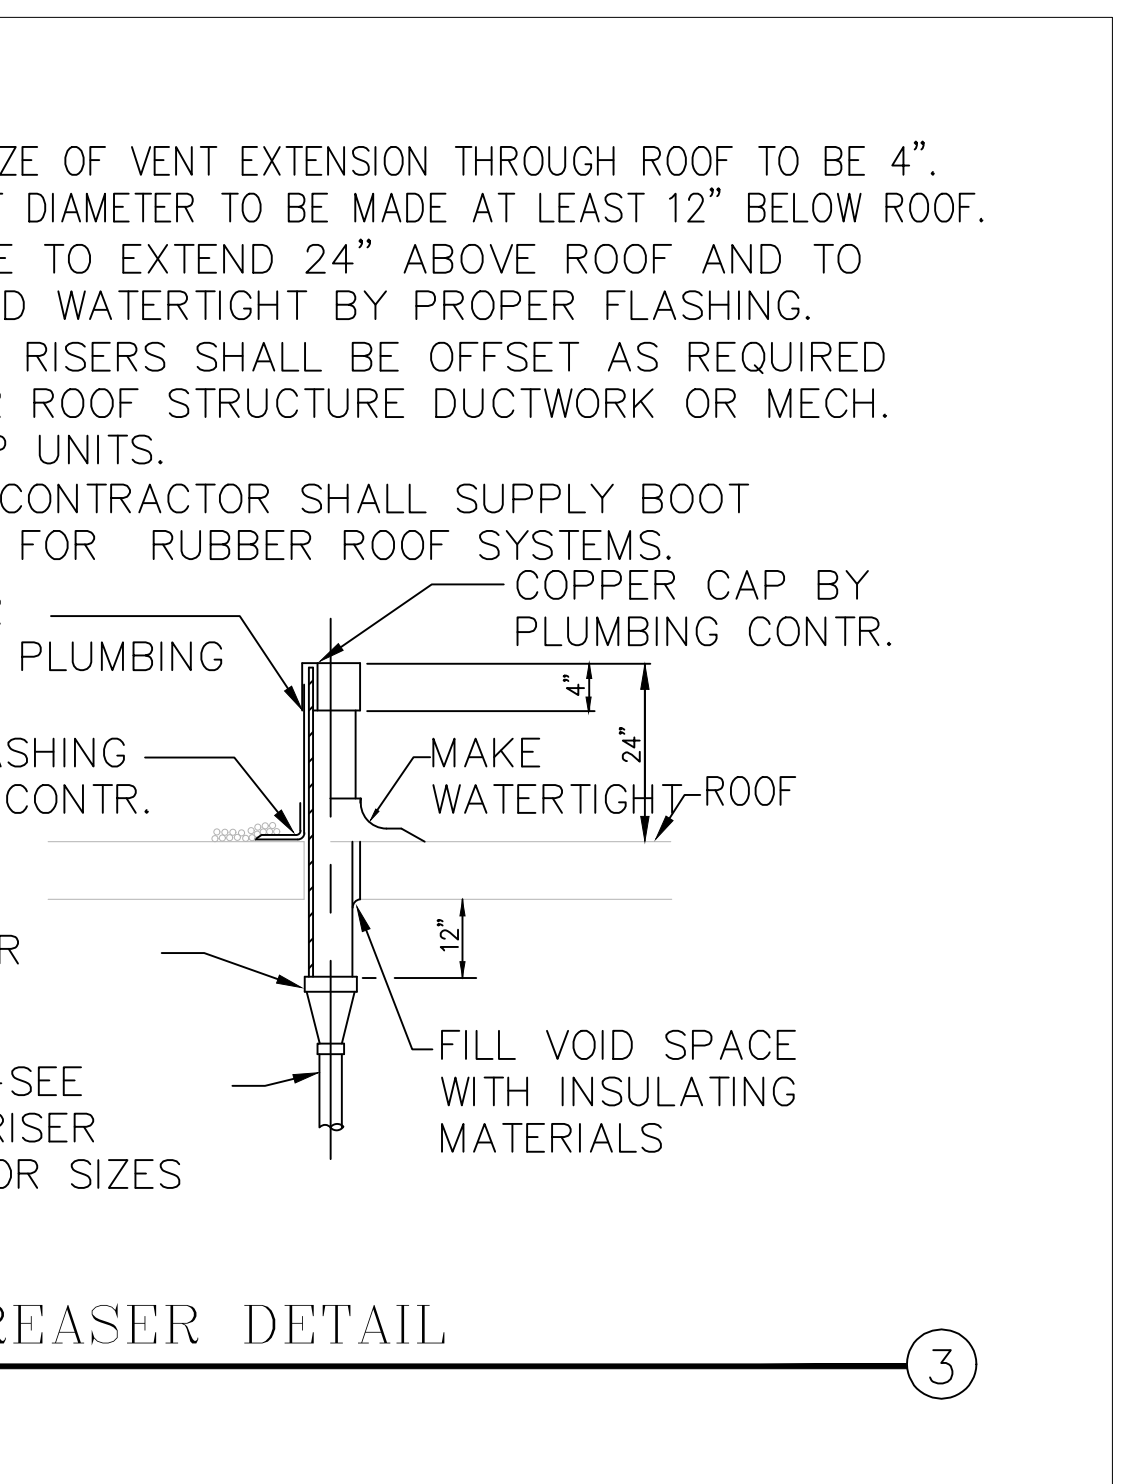 ZE OF VENT EXTENSION THROUGH ROOF TO BE 4”.
DIAMETER TO BE MADE AT LEAST 12” BELOW ROOF.
E TO EXTEND 24” ABOVE ROOF AND TO
D WATERTIGHT BY PROPER FLASHING.
RISERS SHALL BE OFFSET AS REQUIRED
R ROOF STRUCTURE DUCTWORK OR MECH.
P UNITS.
CONTRACTOR SHALL SUPPLY BOOT
FOR RUBBER ROOF SYSTEMS.
COPPER CAP BY
PLUMBING CONTR.
PLUMBING
4”
24”
ASHING
CONTR.
MAKE
WATERTIGHT
ROOF
12”
R
FILL VOID SPACE
WITH INSULATING
MATERIALS
-SEE
RISER
OR SIZES
REASER DETAIL
3